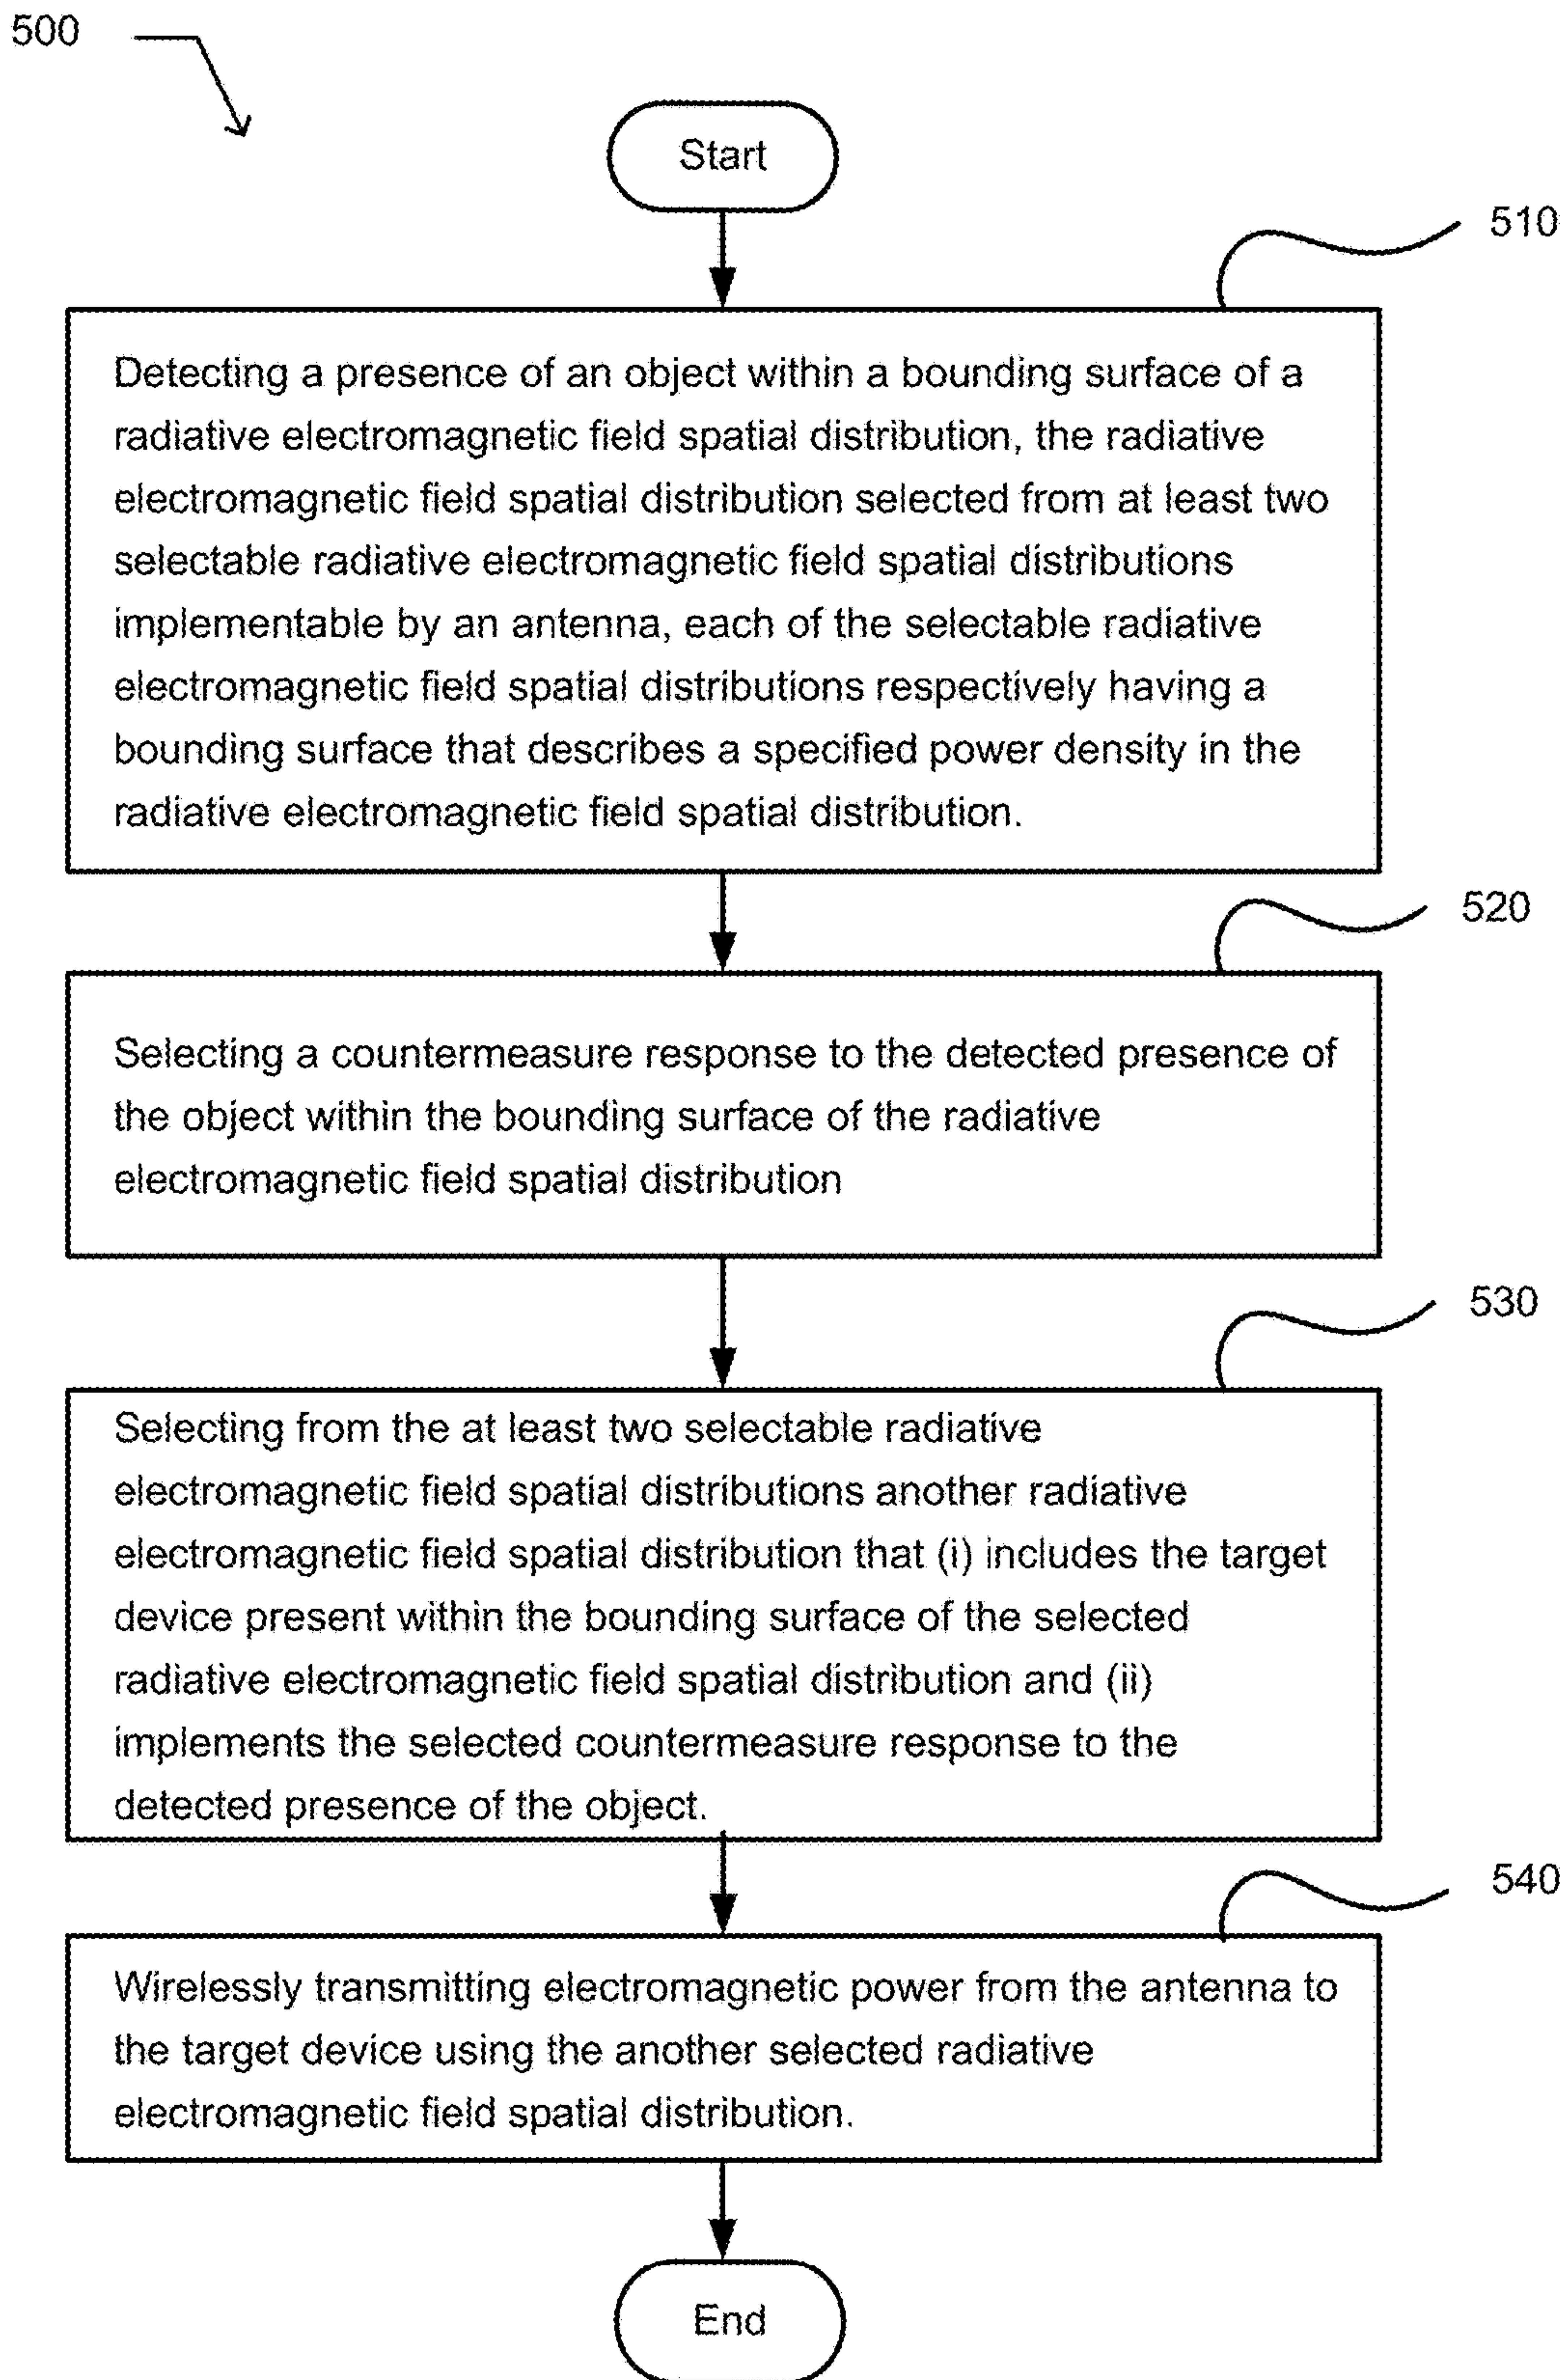 500
Start
510
Detecting a presence of an object within a bounding surface of a
radiative electromagnetic field spatial distribution, the radiative
electromagnetic field spatial distribution selected from at least two
selectable radiative electromagnetic field spatial distributions
implementable by an antenna, each of the selectable radiative
electromagnetic field spatial distributions respectively having a
bounding surface that describes a specified power density in the
radiative electromagnetic field spatial distribution.
520
Selecting a countermeasure response to the detected presence of
the object within the bounding surface of the radiative
electromagnetic field spatial distribution
530
Selecting from the at least two selectable radiative
electromagnetic field spatial distributions another radiative
electromagnetic field spatial distribution that (i) includes the target
device present within the bounding surface of the selected
radiative electromagnetic field spatial distribution and (ii)
implements the selected countermeasure response to the
detected presence of the object.
540
Wirelessly transmitting electromagnetic power from the antenna to
the target device using the another selected radiative
electromagnetic field spatial distribution.
End